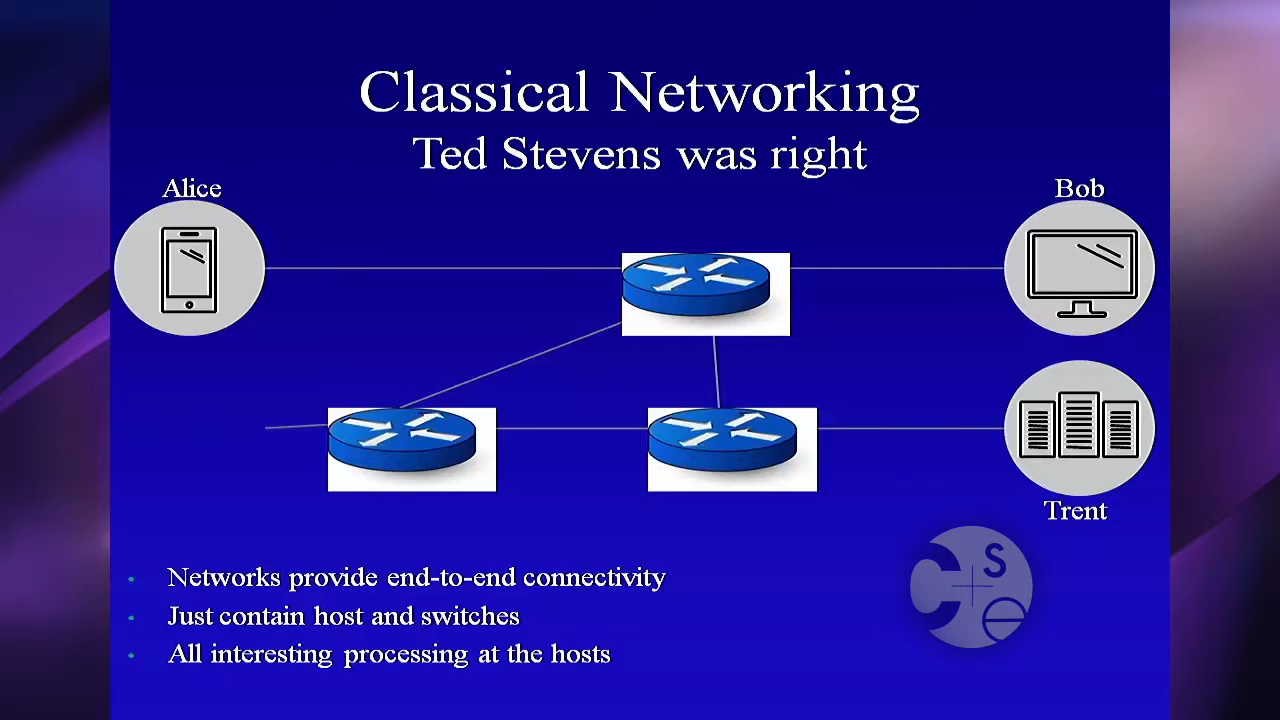 Classical Networking
Ted Stevens was right
Alice
Bob
Trent
Networks provide end-to-end connectivity
Just contain host and switches
All interesting processing at the hosts
C S e